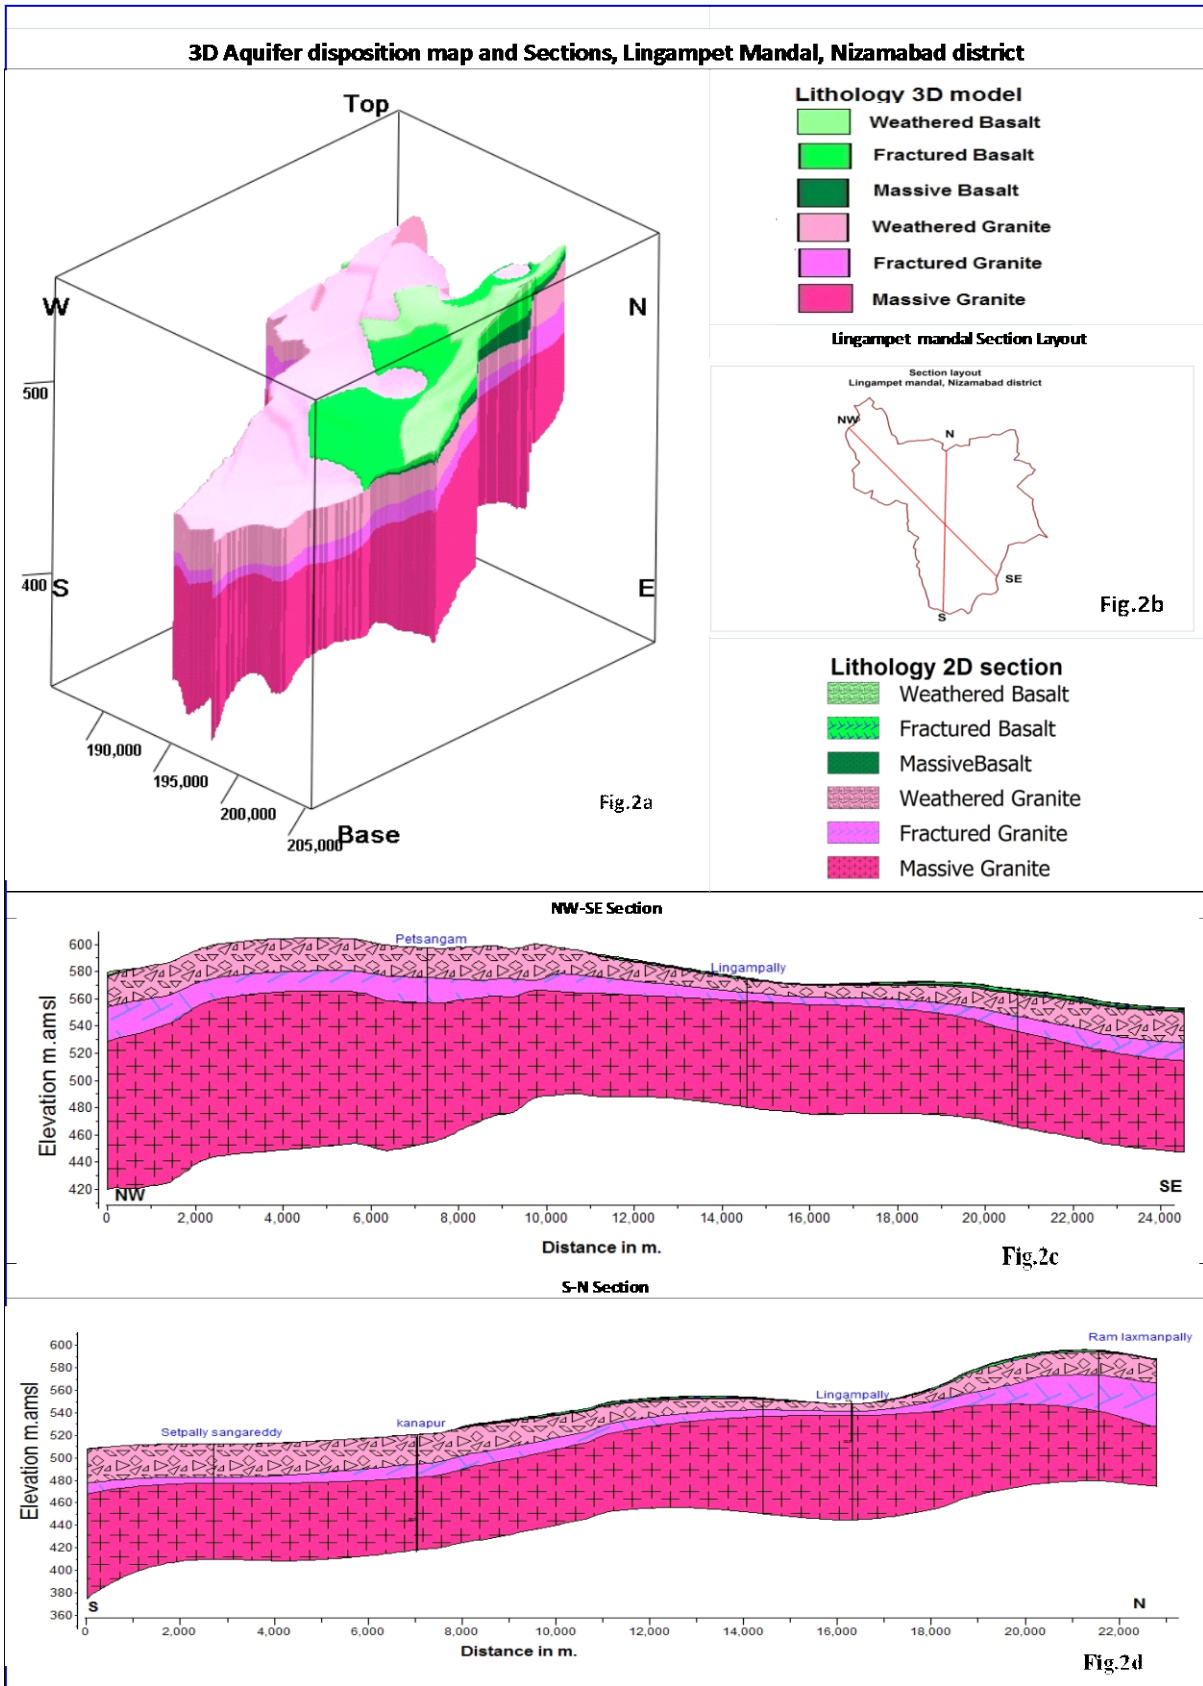 3D Aquifer disposition map and Sections, Lingampet Mandal, Nizamabad district
Top
W
N
500
400
S
E
190,000
195,000
200,000
205,000
Base
Fig.2a
Lithology 3D model
Weathered Basalt
Fractured Basalt
Massive Basalt
Weathered Granite
Fractured Granite
Massive Granite
Lingampet mandal Section Layout
Section layout
Lingampet mandal, Nizamabad district
NW
N
SE
S
Fig.2b
Lithology 2D section
Weathered Basalt
Fractured Basalt
MassiveBasalt
Weathered Granite
Fractured Granite
Massive Granite
NW-SE Section
Elevation m.amsl
600
580
560
540
520
500
480
460
440
420
Petsangam
Lingampally
NW
SE
0 2,000 4,000 6,000 8,000 10,000 12,000 14,000 16,000 18,000 20,000 22,000 24,000
Distance in m.
Fig.2c
S-N Section
Elevation m.amsl
600
580
560
540
520
500
480
460
440
420
400
380
360
Setpally sangareddy
kanapur
Lingampally
Ram laxmanpally
S
N
0 2,000 4,000 6,000 8,000 10,000 12,000 14,000 16,000 18,000 20,000 22,000
Distance in m.
Fig.2d